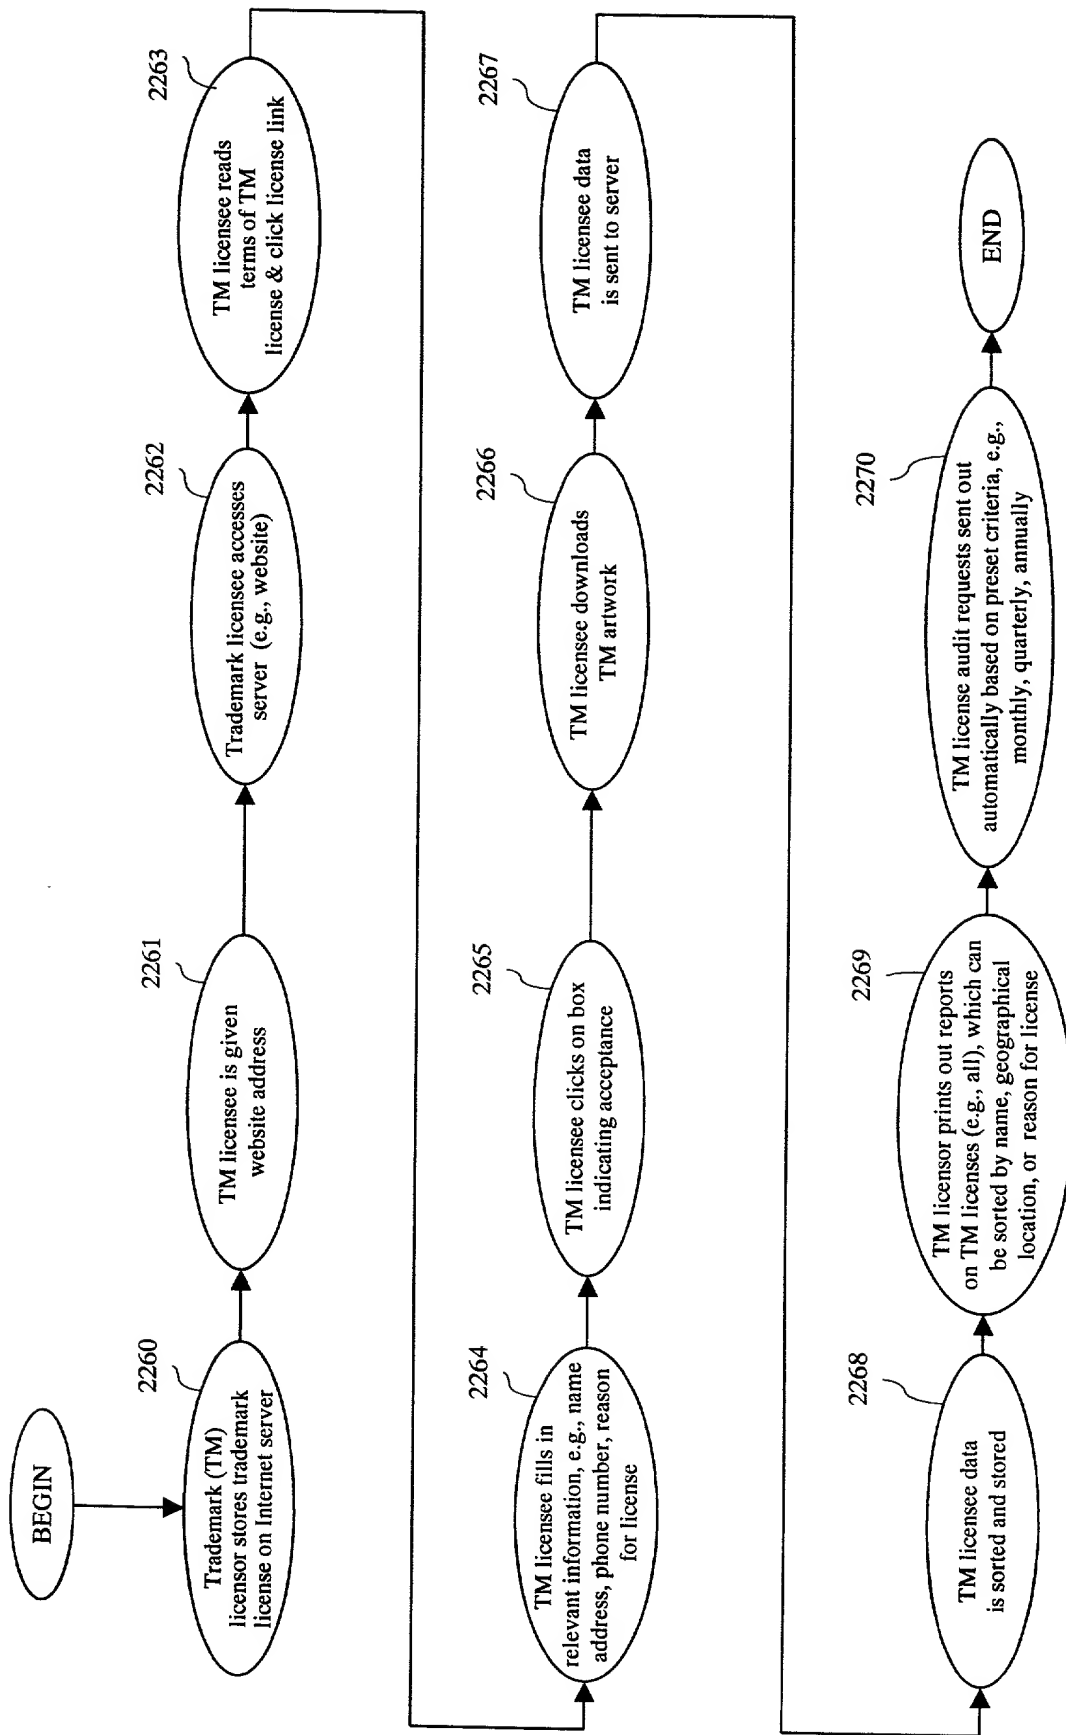 BEGIN
2260
Trademark (TM)
licensor stores trademark
license on Internet server
2261
TM licensee is given
website address
2262
Trademark licensee accesses
server (e.g., website)
2263
TM licensee reads
terms of TM
license & click license link
2264
TM licensee fills in
relevant information, e.g., name
address, phone number, reason
for license
2265
TM licensee clicks on box
indicating acceptance
2266
TM licensee downloads
TM artwork
2267
TM licensee data
is sent to server
2268
TM licensee data
is sorted and stored
2269
TM licensor prints out reports
on TM licenses (e.g., all), which can
be sorted by name, geographical
location, or reason for license
2270
TM license audit requests sent out
automatically based on preset criteria, e.g.,
monthly, quarterly, annually
END